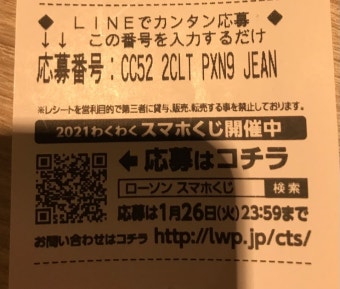 ◆ LINEでカンタン応募 ◆
↓↓ この番号を入力するだけ
応募番号:CC52 2CLT PXN9 JEAN
※レシートを営利目的で第三者に貸与、販売、転売する事を禁止しております。
2021わくわくスマホくじ開催中
←応募はコチラ
ローソン スマホくじ 検索
応募は1月26日(火)23:59まで
お問い合わせはコチラ http://lwp.jp/cts/